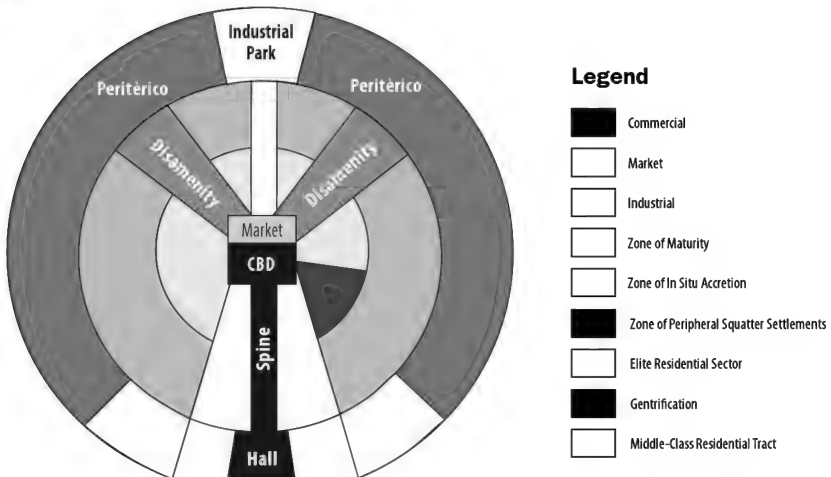 Industrial
Park
Peritèrico
Peritèrico
Disamenity
Disamenity
Market
CBD
Spine
Hall
Legend
Commercial
Market
Industrial
Zone of Maturity
Zone of In Situ Accretion
Zone of Peripheral Squatter Settlements
Elite Residential Sector
Gentrification
Middle-Class Residential Tract